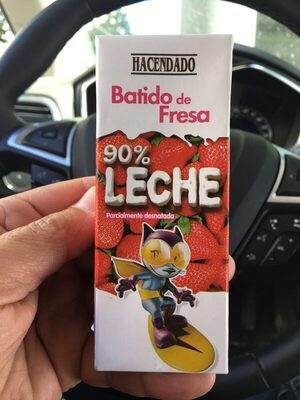 HACENDADO
Batido de
Fresa
90%
LECHE
Parcialmente desnatada